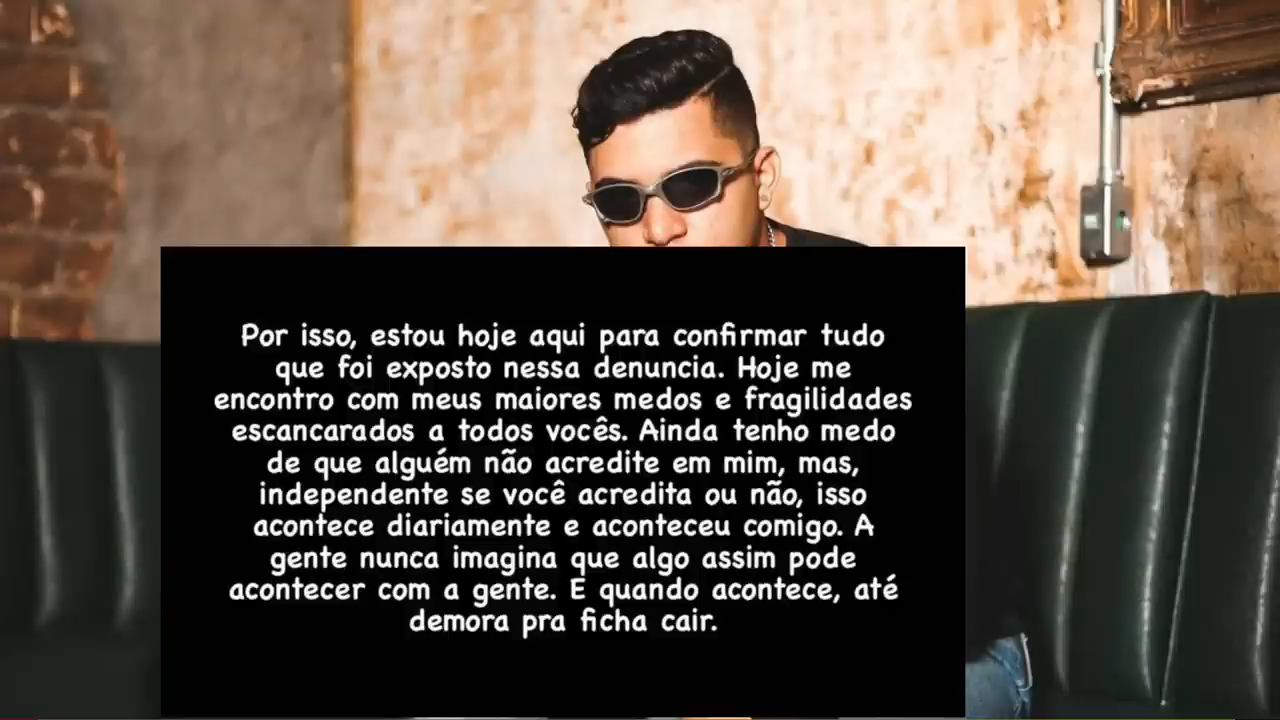 Por isso, estou hoje aqui para confirmar tudo
que foi exposto nessa denuncia. Hoje me
encontro com meus maiores medos e fragilidades
escancarados a todos vocês. Ainda tenho medo
de que alguém não acredite em mim, mas,
independente se você acredita ou não, isso
acontece diariamente e aconteceu comigo. A
gente nunca imagina que algo assim pode
acontecer com a gente. E quando acontece, até
demora pra ficha cair.